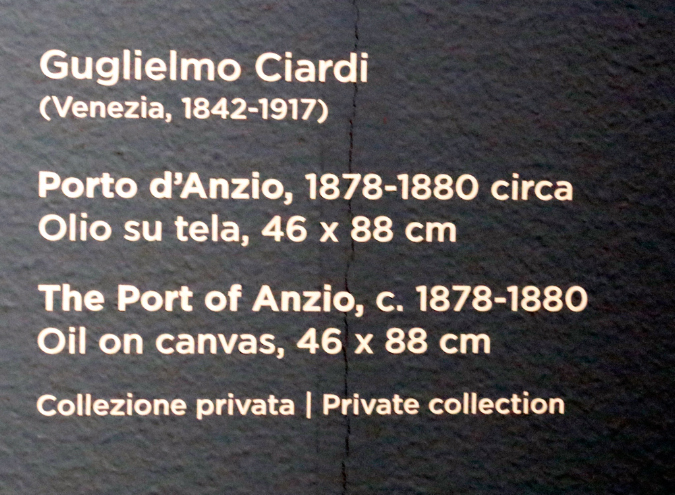 Guglielmo Ciardi
(Venezia, 1842-1917)
Porto d’Anzio, 1878-1880 circa
Olio su tela, 46 x 88 cm
The Port of Anzio, c. 1878-1880
Oil on canvas, 46 x 88 cm
Collezione privata | Private collection